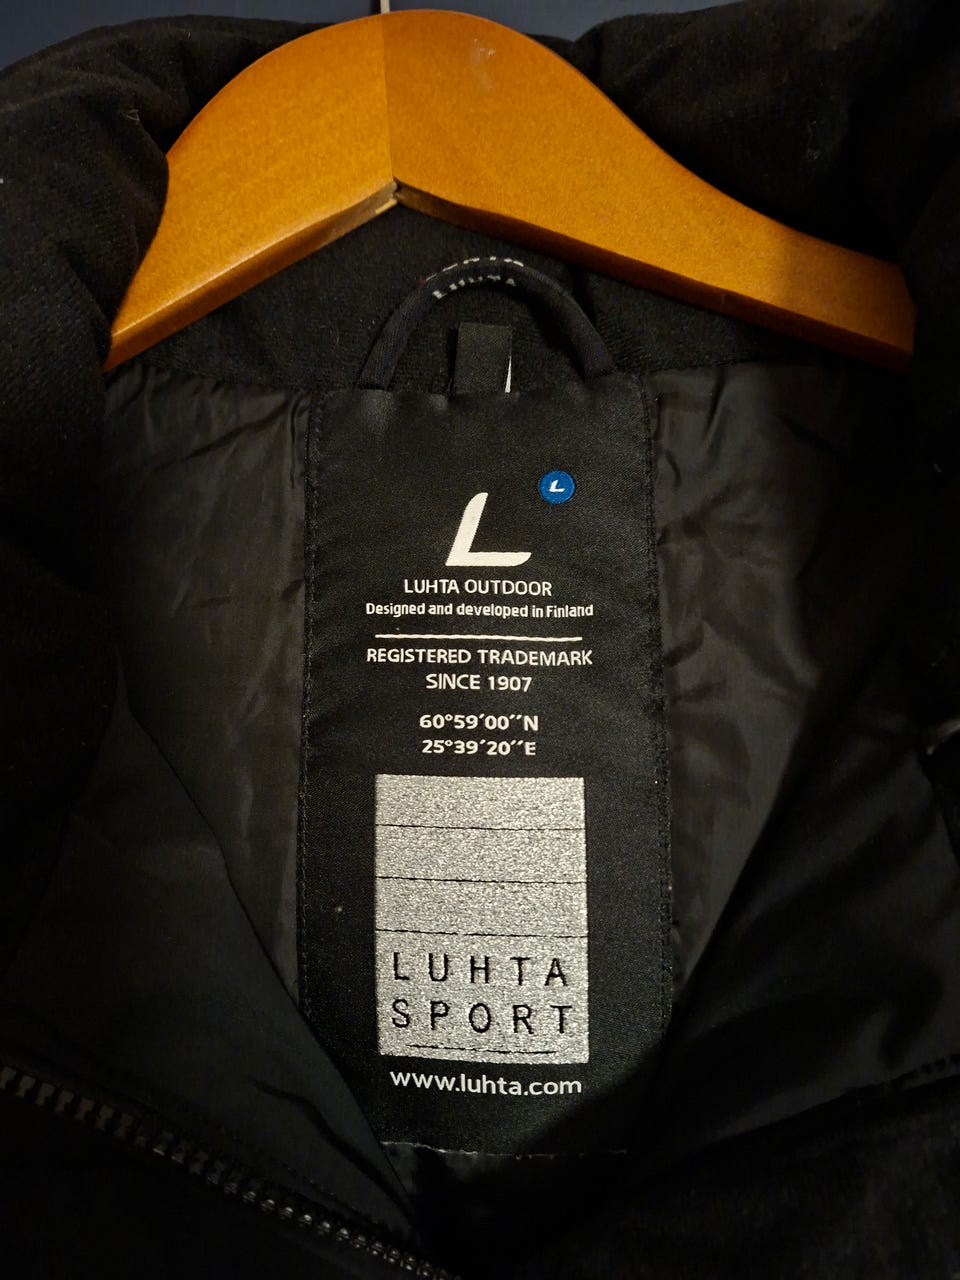 LUHTA
L
L
LUHTA OUTDOOR
Designed and developed in Finland
REGISTERED TRADEMARK
SINCE 1907
60°59´00´´N
25°39´20´´E
LUHTA
SPORT
www.luhta.com